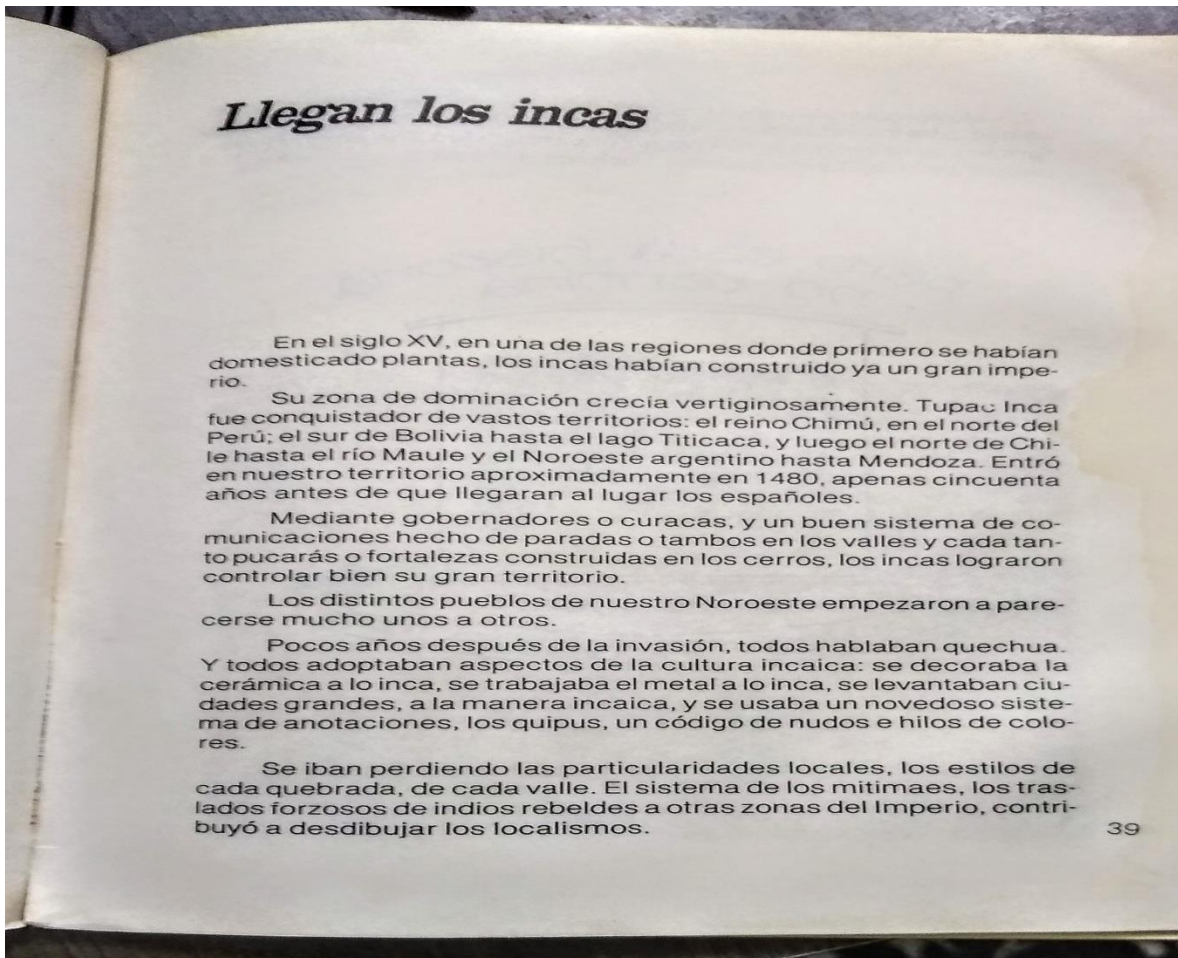 Llegan los incas
En el siglo XV, en una de las regiones donde primero se habían
domesticado plantas, los incas habían construido ya un gran impe-
rio.
Su zona de dominación crecía vertiginosamente. Tupac Inca
fue conquistador de vastos territorios: el reino Chimú, en el norte del
Perú; el sur de Bolivia hasta el lago Titicaca, y luego el norte de Chi-
le hasta el río Maule y el Noroeste argentino hasta Mendoza. Entró
en nuestro territorio aproximadamente en 1480, apenas cincuenta
años antes de que llegaran al lugar los españoles.
Mediante gobernadores o curacas, y un buen sistema de co-
municaciones hecho de paradas o tambos en los valles y cada tan-
to pucarás o fortalezas construidas en los cerros, los incas lograron
controlar bien su gran territorio.
Los distintos pueblos de nuestro Noroeste empezaron a pare-
cerse mucho unos a otros.
Pocos años después de la invasión, todos hablaban quechua.
Y todos adoptaban aspectos de la cultura incaica: se decoraba la
cerámica a lo inca, se trabajaba el metal a lo inca, se levantaban ciu-
dades grandes, a la manera incaica, y se usaba un novedoso siste-
ma de anotaciones, los quipus, un código de nudos e hilos de colo-
res.
Se iban perdiendo las particularidades locales, los estilos de
cada quebrada, de cada valle. El sistema de los mitimaes, los tras-
lados forzosos de indios rebeldes a otras zonas del Imperio, contri-
buyó a desdibujar los localismos.
39